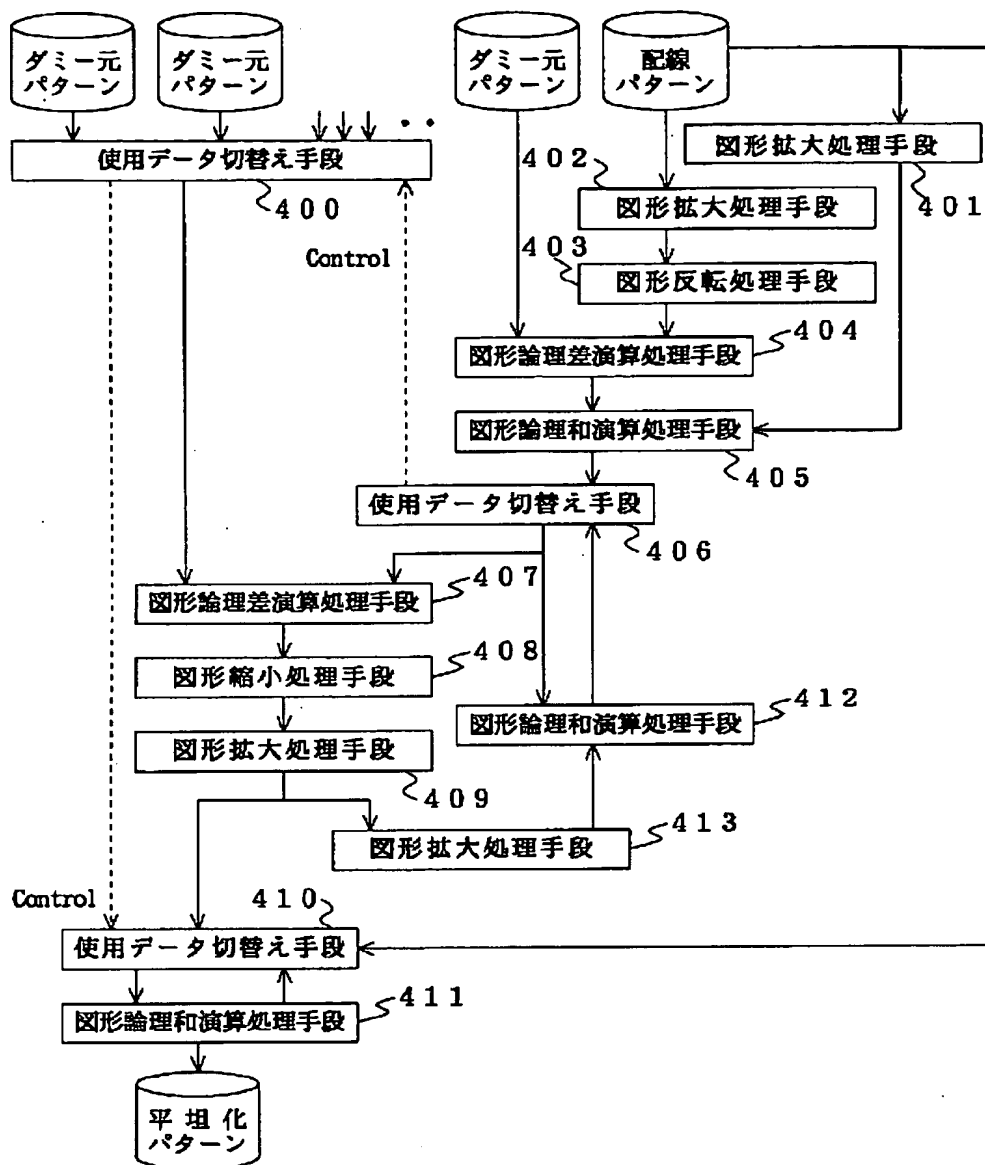 ダミー元
パターン
ダミー元
パターン
ダミー元
パターン
配線
パターン
使用データ切替え手段
400
図形拡大処理手段
401
402
図形拡大処理手段
Control
403
図形反転処理手段
図形論理差演算処理手段
404
図形論理和演算処理手段
405
使用データ切替え手段
406
図形論理差演算処理手段
407
図形縮小処理手段
408
図形論理和演算処理手段
412
図形拡大処理手段
409
図形拡大処理手段
413
Control
410
使用データ切替え手段
図形論理和演算処理手段
411
平坦化
パターン